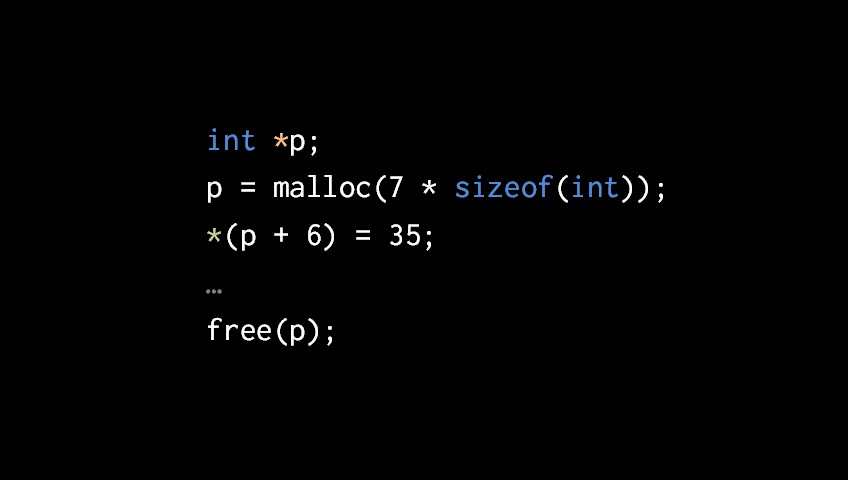 int *p;
p = malloc(7 * sizeof(int));
*(p + 6) = 35;
…
free(p);